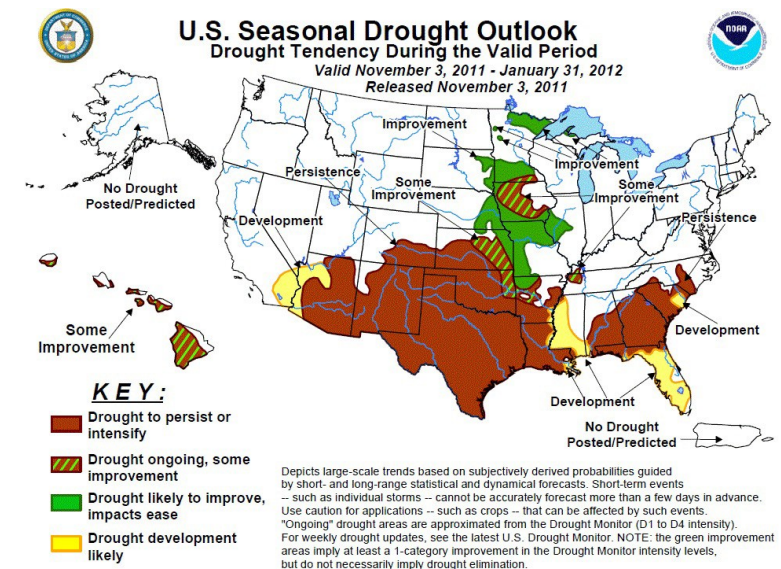 U.S. Seasonal Drought Outlook
Drought Tendency During the Valid Period
Valid November 3, 2011 - January 31, 2012
Released November 3, 2011
NOAA
Improvement
Improvement
Persistence
Some
Improvement
Some
Improvement
No Drought
Posted/Predicted
Development
Persistence
Some
Improvement
Development
Development
No Drought
Posted/Predicted
KEY:
Drought to persist or
intensify
Drought ongoing, some
improvement
Drought likely to improve,
impacts ease
Drought development
likely
Depicts large-scale trends based on subjectively derived probabilities guided
by short- and long-range statistical and dynamical forecasts. Short-term events
-- such as individual storms -- cannot be accurately forecast more than a few days in advance.
Use caution for applications -- such as crops -- that can be affected by such events.
"Ongoing" drought areas are approximated from the Drought Monitor (D1 to D4 intensity).
For weekly drought updates, see the latest U.S. Drought Monitor. NOTE: the green improvement
areas imply at least a 1-category improvement in the Drought Monitor intensity levels,
but do not necessarily imply drought elimination.